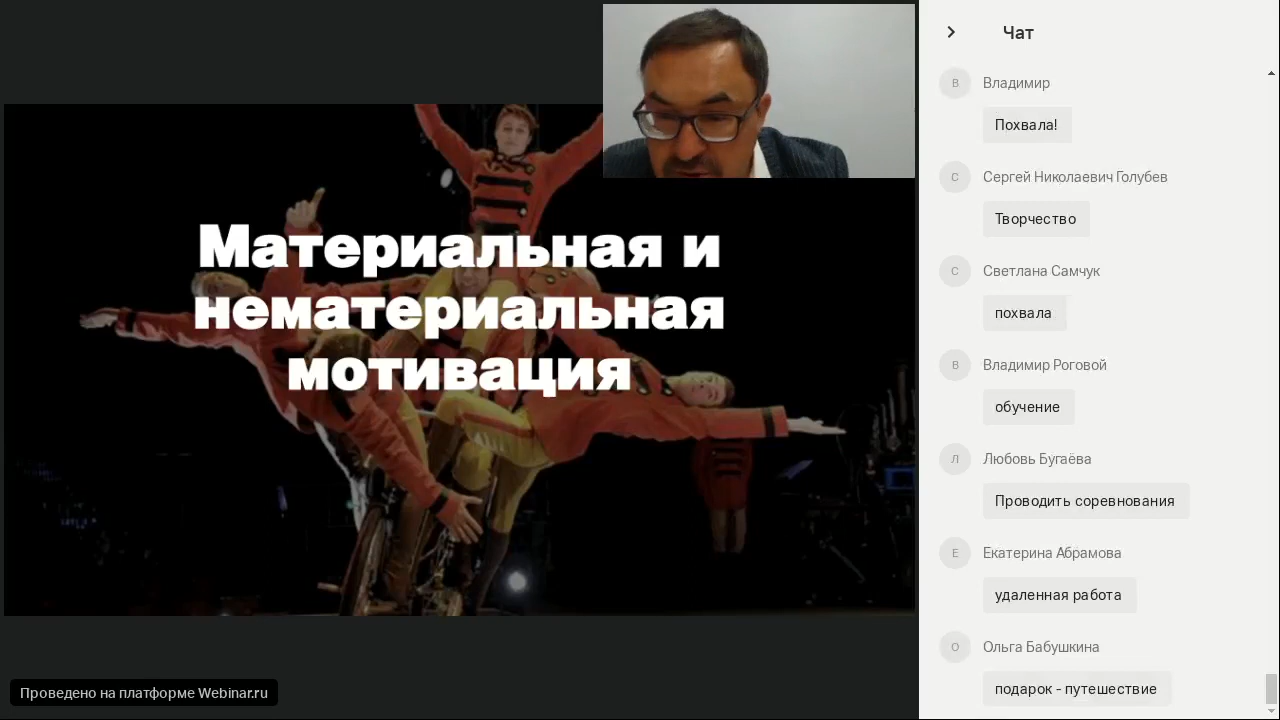 Материальная и
нематериальная
мотивация
Проведено на платформе Webinar.ru
Чат
В
Владимир
Похвала!
С
Сергей Николаевич Голубев
Творчество
С
Светлана Самчук
похвала
В
Владимир Роговой
обучение
Л
Любовь Бугаёва
Проводить соревнования
Е
Екатерина Абрамова
удаленная работа
О
Ольга Бабушкина
подарок - путешествие